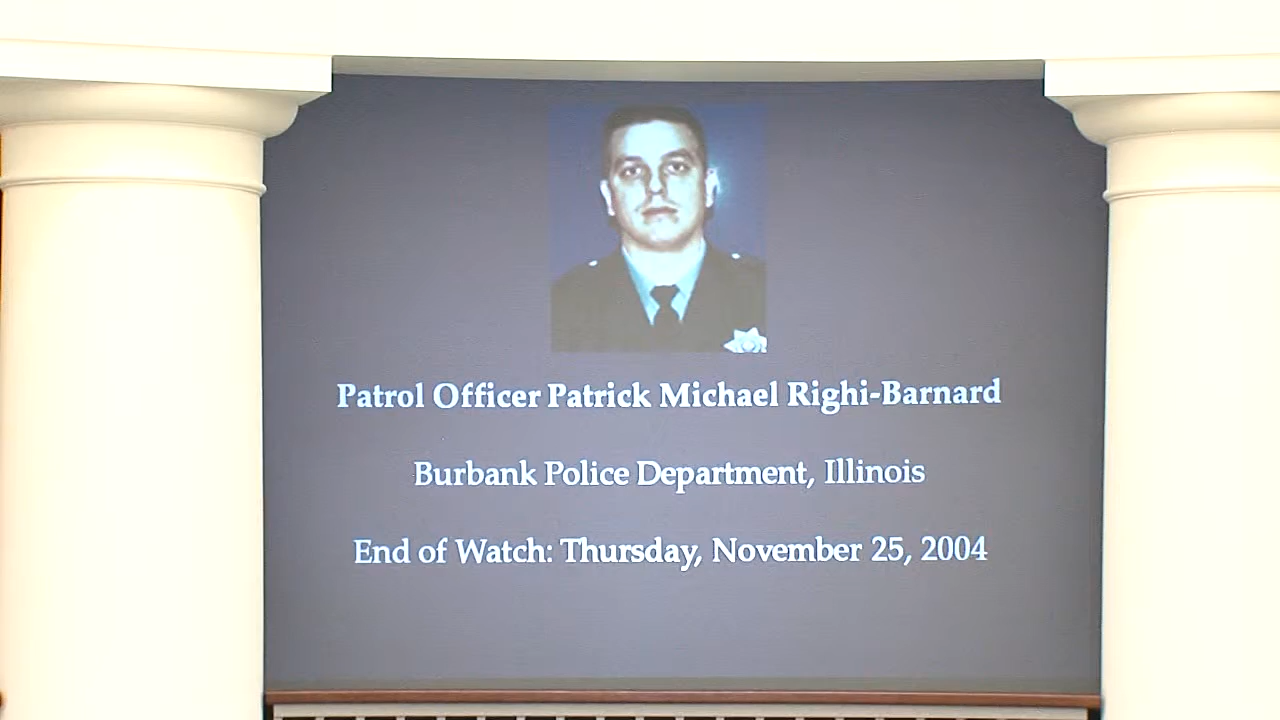 Patrol Officer Patrick Michael Righi-Barnard
Burbank Police Department, Illinois
End of Watch: Thursday, November 25, 2004